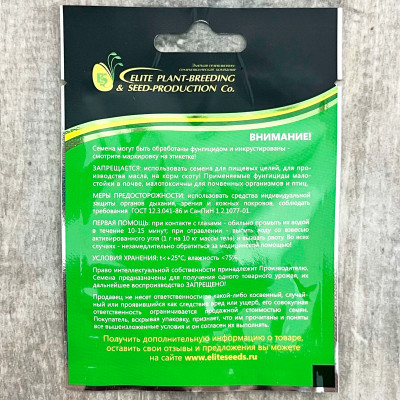 Элитная генетически-
семеноводческая компания
ELITE PLANT-BREEDING
& SEED-PRODUCTION Co.
ВНИМАНИЕ!
Семена могут быть обработаны фунгицидом и инкрустированы -
смотрите маркировку на этикетке!
ЗАПРЕЩАЕТСЯ: использовать семена для пищевых целей, для про-
изводства масла, на корм скоту! Применяемые фунгициды мало-
стойки в почве, малотоксичны для почвенных организмов и птиц.
МЕРЫ ПРЕДОСТОРОЖНОСТИ: использовать средства индивидуальной
защиты органов дыхания, зрения и кожных покровов, соблюдать
требования ГОСТ 12.3.041-86 и СанПиН 1.2.1077-01.
ПЕРВАЯ ПОМОЩЬ: при контакте с глазами - обильно промыть их водой
в течение 10-15 минут, при отравлении - выпить воду со взвесью
активированного угля (1 г на 10 кг массы тела) и вызвать рвоту. Во всех
случаях - незамедлительно обратиться за медицинской помощью!
УСЛОВИЯ ХРАНЕНИЯ: t< +25°C; влажность <75%.
Право интеллектуальной собственности принадлежит Производителю.
Семена предназначены для получения одного товарного урожая, их
дальнейшее воспроизводство ЗАПРЕЩЕНО!
Продавец не несет ответственности за какой-либо косвенный, случай-
ный или проявившийся как следствие вред или ущерб, его совокупная
ответственность ограничивается продажной стоимостью семян.
Покупатель, вскрывая упаковку, признает, что им прочитаны и поняты
все вышеизложенные условия и он согласен их выполнять.
Получить дополнительную информацию о товаре,
оставить свои отзывы и предложения вы можете
на сайте www.eliteseeds.ru